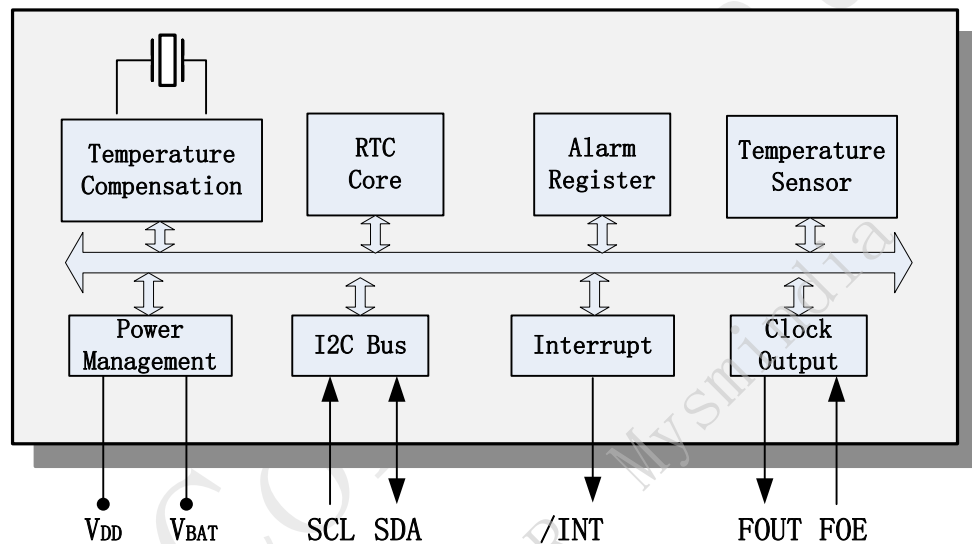 Temperature
Compensation
RTC
Core
Alarm
Register
Temperature
Sensor
Power
Management
I2C Bus
Interrupt
Clock
Output
VDD
VBAT
SCL SDA
/INT
FOUT FOE
Mysmindia